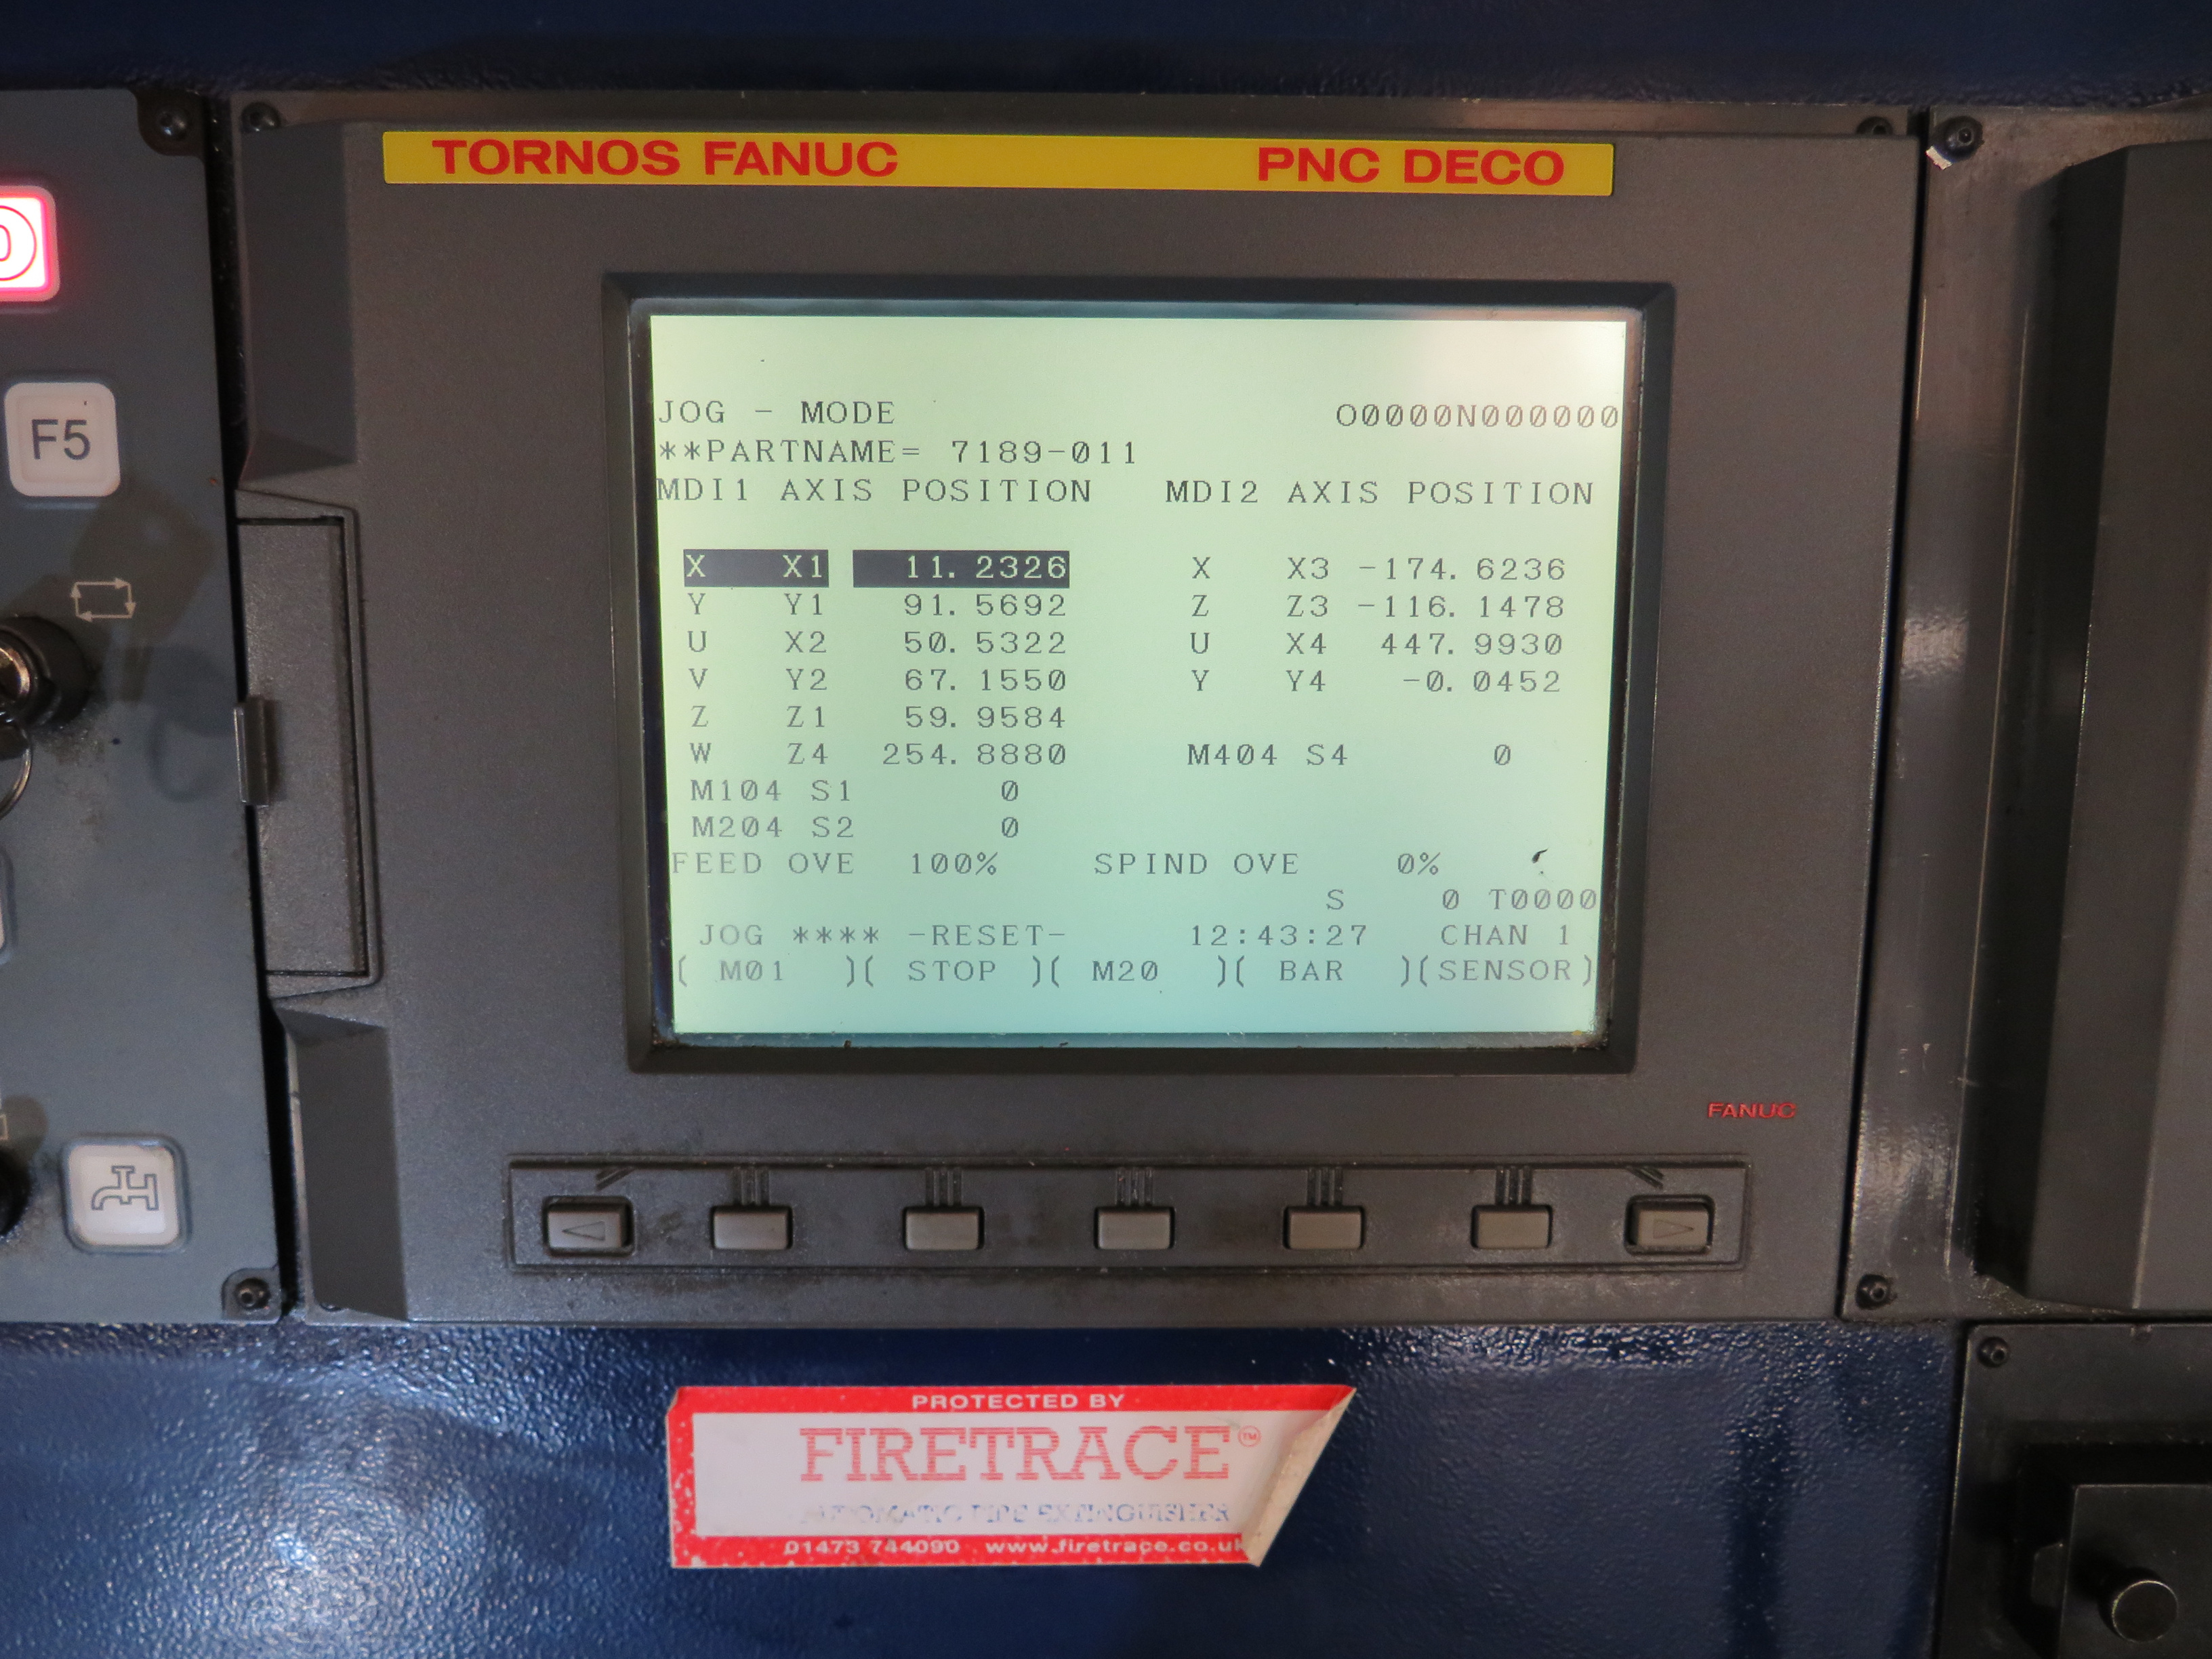 TORNOS FANUC PNC DECO
JOG - MODE O0000N000000
**PARTNAME= 7189-011
MDI1 AXIS POSITION MDI2 AXIS POSITION
X X1 11.2326 X X3 -174.6236
Y Y1 91.5692 Z Z3 -116.1478
U X2 50.5322 U X4 447.9930
V Y2 67.1550 Y Y4 -0.0452
Z Z1 59.9584
W Z4 254.8880 M404 S4 0
M104 S1 0
M204 S2 0
FEED OVE 100% SPIND OVE 0%
S 0 T0000
JOG **** -RESET- 12:43:27 CHAN 1
( M01 )( STOP )( M20 )( BAR )(SENSOR)
F5
FANUC
PROTECTED BY
FIRETRACE™
AUTOMATIC FIRE EXTINGUISHER
01473 744090 www.firetrace.co.uk